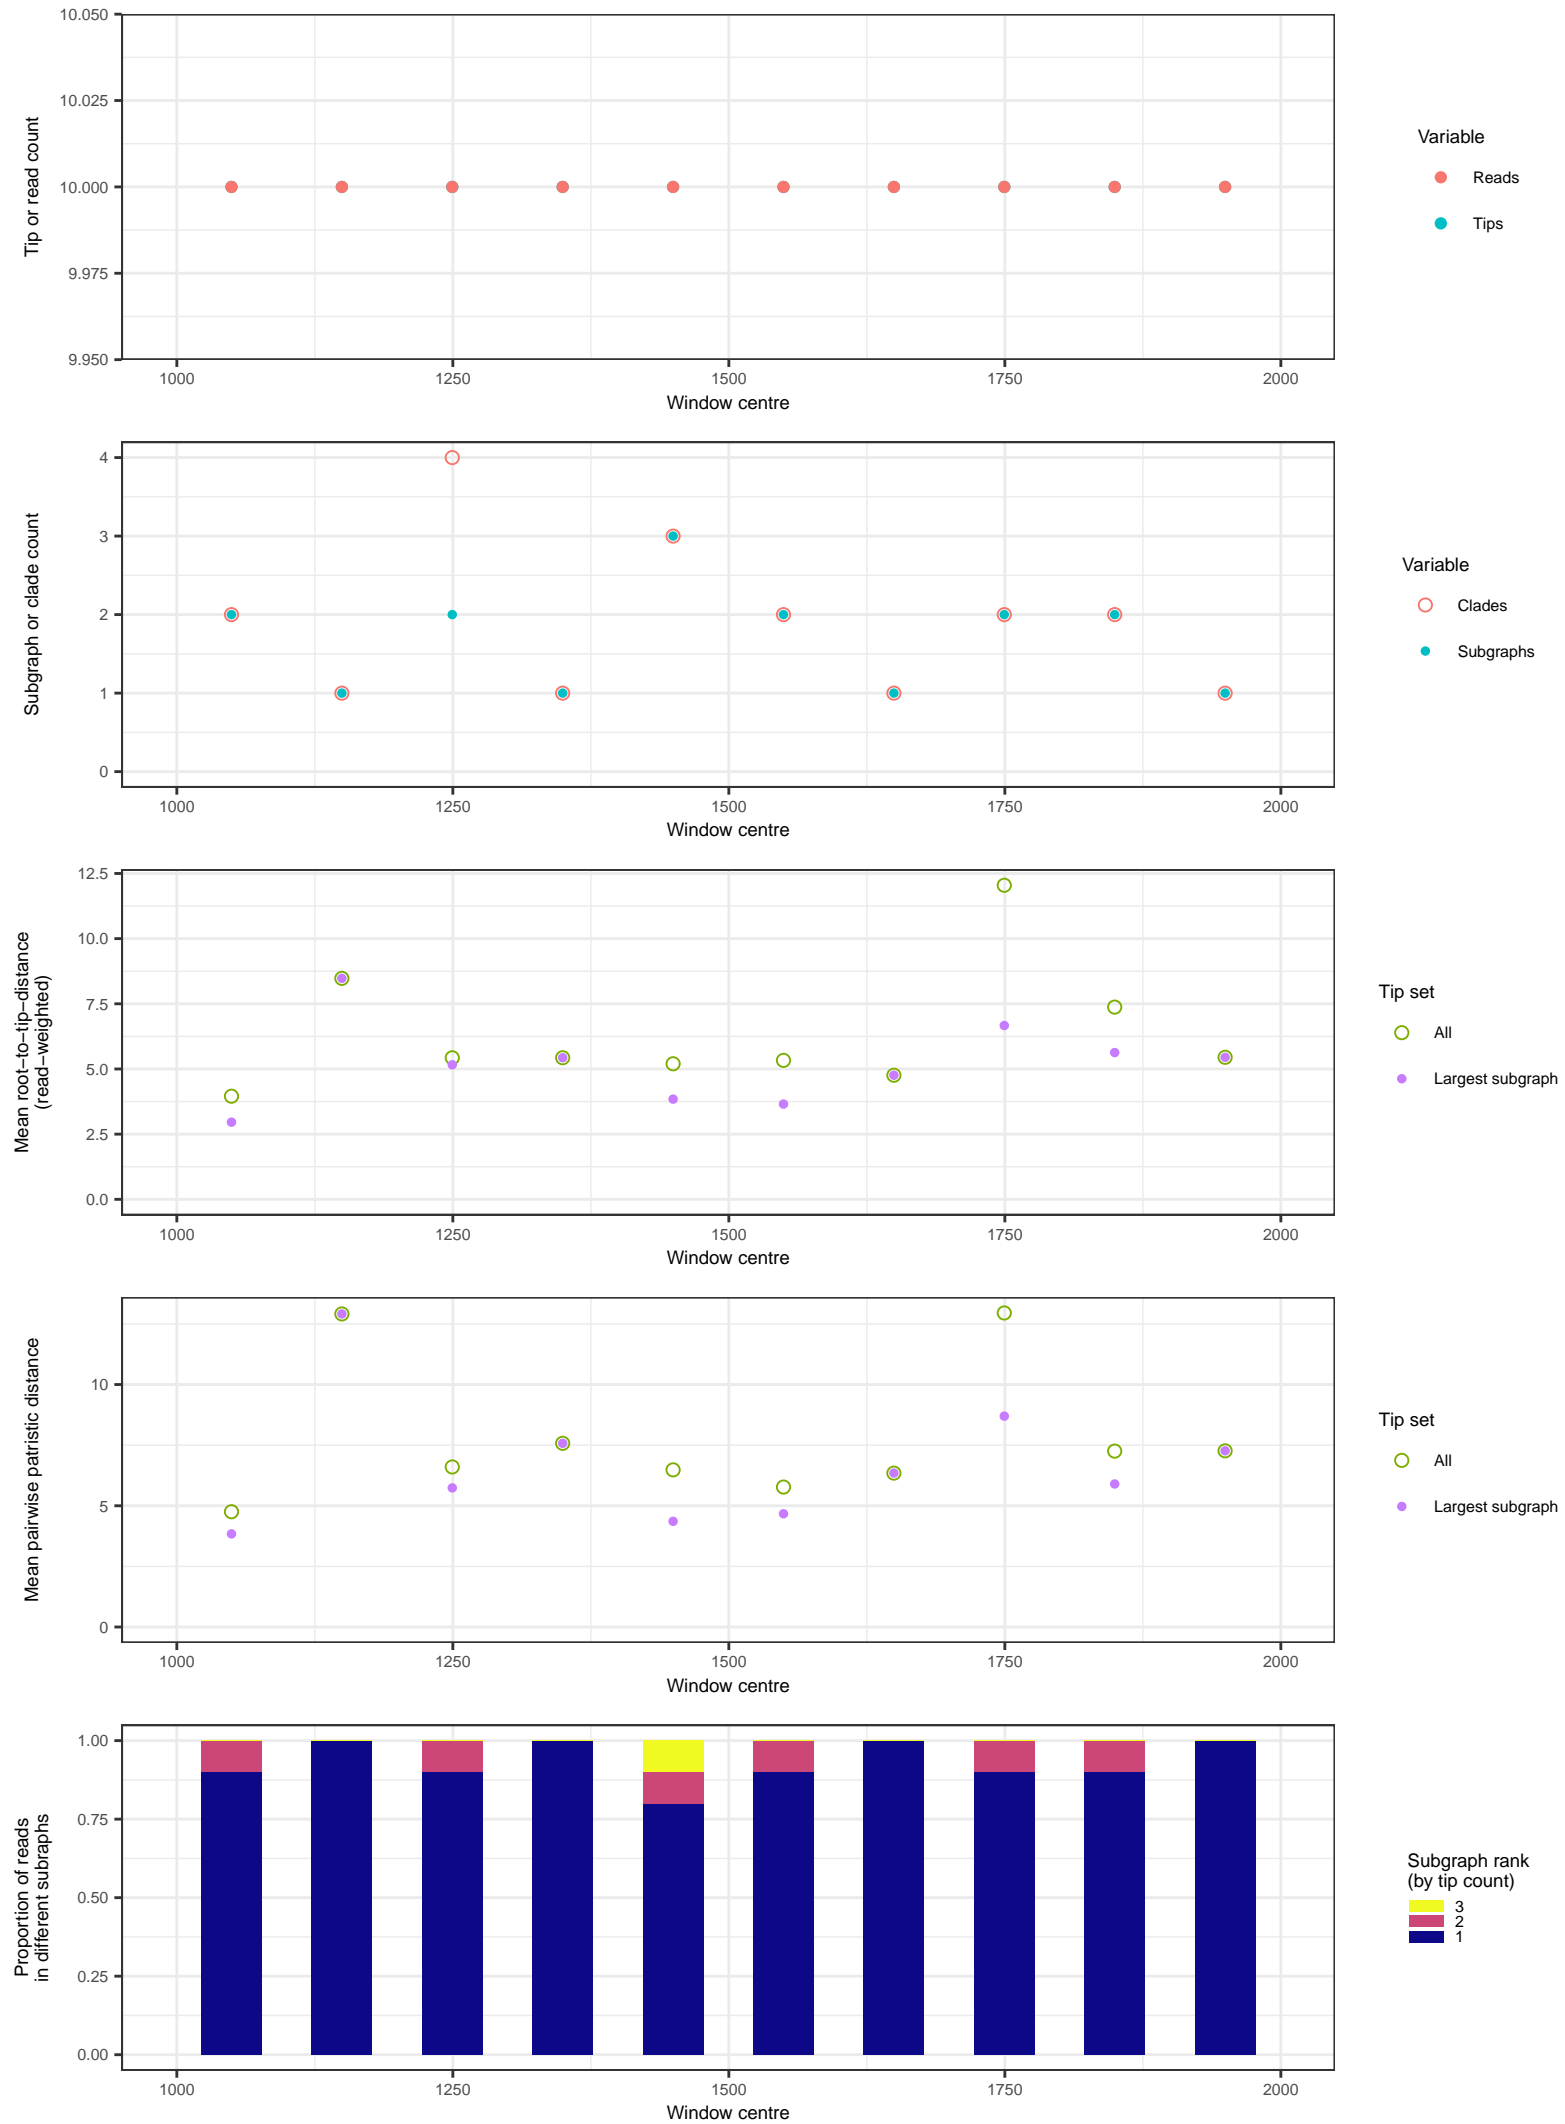 10.050
10.025
10.000
9.975
9.950
Tip or read count
1000 1250 1500 1750 2000
Window centre
Variable
Reads
Tips
4
3
2
1
0
Subgraph or clade count
1000 1250 1500 1750 2000
Window centre
Variable
Clades
Subgraphs
12.5
10.0
7.5
5.0
2.5
0.0
Mean root−to−tip−distance
(read−weighted)
1000 1250 1500 1750 2000
Window centre
Tip set
All
Largest subgraph
10
5
0
Mean pairwise patristic distance
1000 1250 1500 1750 2000
Window centre
Tip set
All
Largest subgraph
1.00
0.75
0.50
0.25
0.00
Proportion of reads
in different subraphs
1000 1250 1500 1750 2000
Window centre
Subgraph rank
(by tip count)
3
2
1